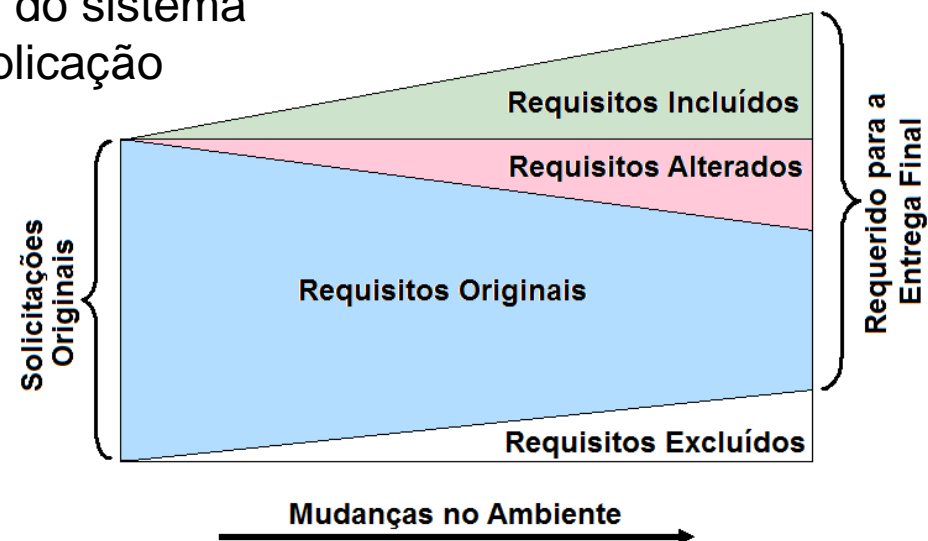 do sistema
Requisitos Incluídos
Requisitos Alterados
Requisitos Originais
Requisitos Excluídos
Solicitações
Originais
Requerido para a
Entrega Final
Mudanças no Ambiente